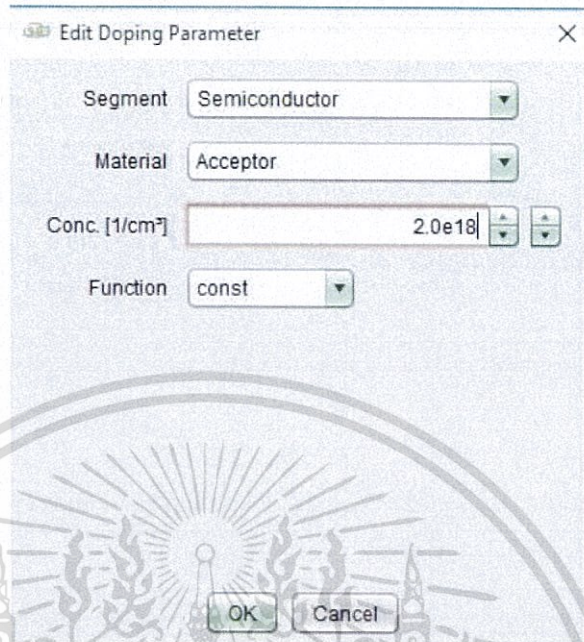 Edit Doping Parameter
Segment Semiconductor
Material Acceptor
Conc. [1/cm³] 2.0e18
Function const
OK Cancel